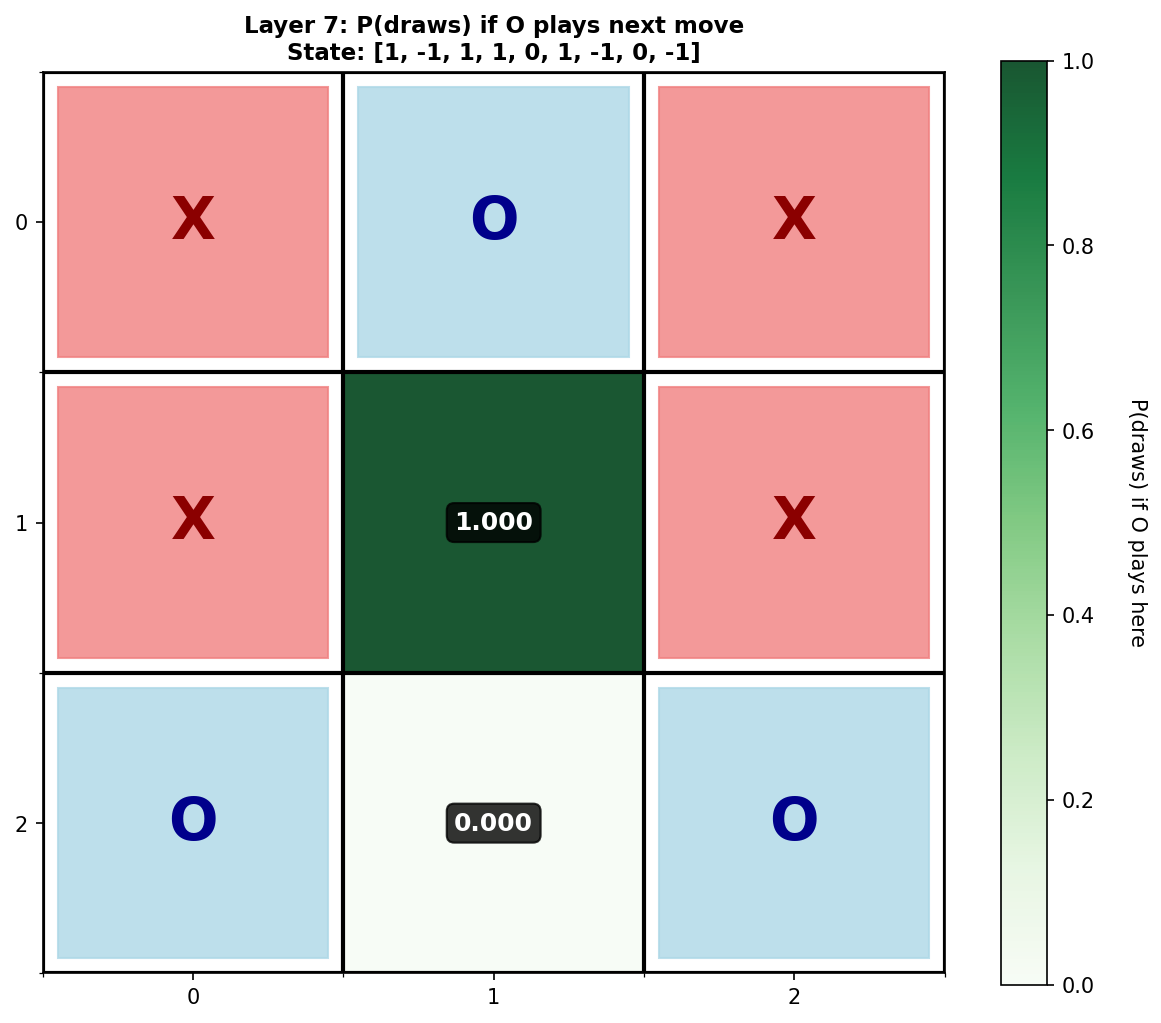 Layer 7: P(draws) if O plays next move
State: [1, -1, 1, 1, 0, 1, -1, 0, -1]
0
X
O
X
1
X
1.000
X
2
O
0.000
O
0
1
2
1.0
0.8
0.6
0.4
0.2
0.0
P(draws) if O plays here